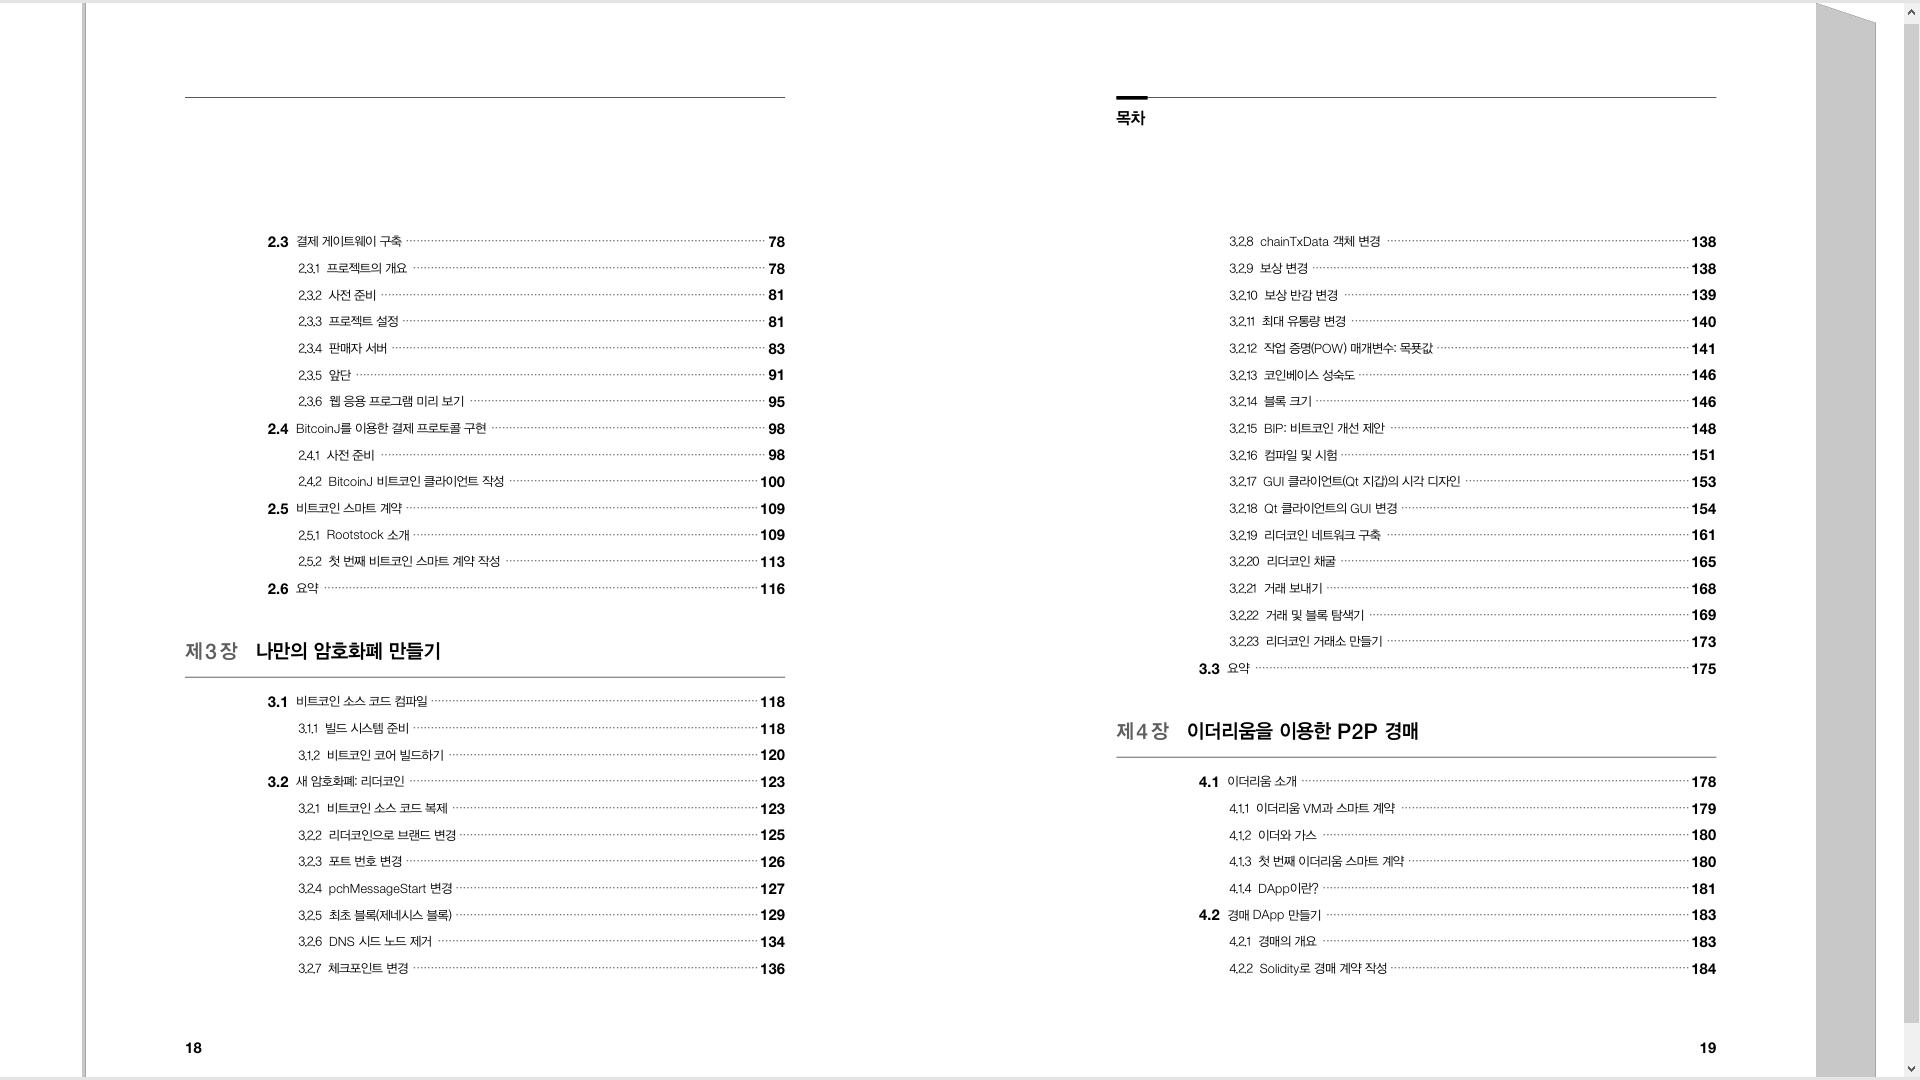 2.3 결제 게이트웨이 구축 78
2.3.1 프로젝트의 개요 78
2.3.2 사전 준비 81
2.3.3 프로젝트 설정 81
2.3.4 판매자 서버 83
2.3.5 앞단 91
2.3.6 웹 응용 프로그램 미리 보기 95
2.4 BitcoinJ를 이용한 결제 프로토콜 구현 98
2.4.1 사전 준비 98
2.4.2 BitcoinJ 비트코인 클라이언트 작성 100
2.5 비트코인 스마트 계약 109
2.5.1 Rootstock 소개 109
2.5.2 첫 번째 비트코인 스마트 계약 작성 113
2.6 요약 116
제3장 나만의 암호화폐 만들기
3.1 비트코인 소스 코드 컴파일 118
3.1.1 빌드 시스템 준비 118
3.1.2 비트코인 코어 빌드하기 120
3.2 새 암호화폐: 리더코인 123
3.2.1 비트코인 소스 코드 복제 123
3.2.2 리더코인으로 브랜드 변경 125
3.2.3 포트 번호 변경 126
3.2.4 pchMessageStart 변경 127
3.2.5 최초 블록(제네시스 블록) 129
3.2.6 DNS 시드 노드 제거 134
3.2.7 체크포인트 변경 136
18
목차
3.2.8 chainTxData 객체 변경 138
3.2.9 보상 변경 138
3.2.10 보상 반감 변경 139
3.2.11 최대 유통량 변경 140
3.2.12 작업 증명(POW) 매개변수: 목푯값 141
3.2.13 코인베이스 성숙도 146
3.2.14 블록 크기 146
3.2.15 BIP: 비트코인 개선 제안 148
3.2.16 컴파일 및 시험 151
3.2.17 GUI 클라이언트(Qt 지갑)의 시각 디자인 153
3.2.18 Qt 클라이언트의 GUI 변경 154
3.2.19 리더코인 네트워크 구축 161
3.2.20 리더코인 채굴 165
3.2.21 거래 보내기 168
3.2.22 거래 및 블록 탐색기 169
3.2.23 리더코인 거래소 만들기 173
3.3 요약 175
제4장 이더리움을 이용한 P2P 경매
4.1 이더리움 소개 178
4.1.1 이더리움 VM과 스마트 계약 179
4.1.2 이더와 가스 180
4.1.3 첫 번째 이더리움 스마트 계약 180
4.1.4 DApp이란? 181
4.2 경매 DApp 만들기 183
4.2.1 경매의 개요 183
4.2.2 Solidity로 경매 계약 작성 184
19